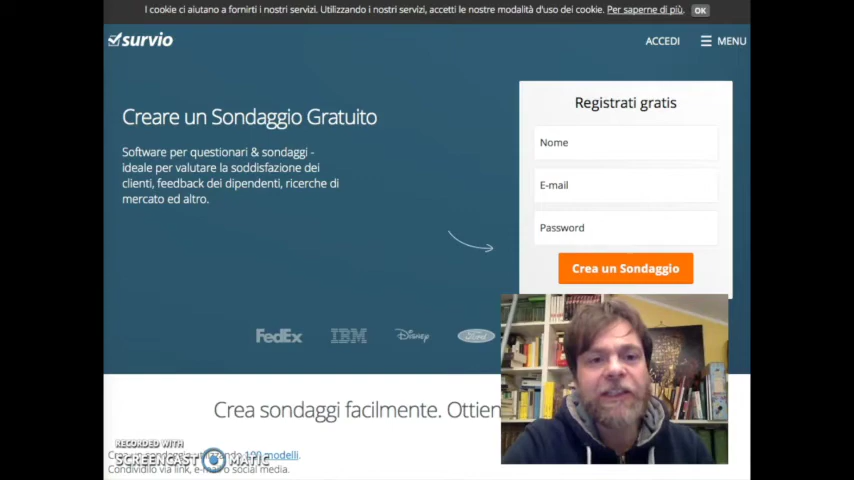 I cookie ci aiutano a fornirti i nostri servizi. Utilizzando i nostri servizi, accetti le nostre modalità d'uso dei cookie. Per saperne di più. OK
survio
ACCEDI
MENU
Creare un Sondaggio Gratuito
Software per questionari & sondaggi -
ideale per valutare la soddisfazione dei
clienti, feedback dei dipendenti, ricerche di
mercato ed altro.
Registrati gratis
Nome
E-mail
Password
Crea un Sondaggio
FedEx IBM Disney Ford
Crea sondaggi facilmente. Ottien
RECORDED WITH
SCREENCAST MATIC
100 modelli.
Condividilo via link, e-mail o social media.